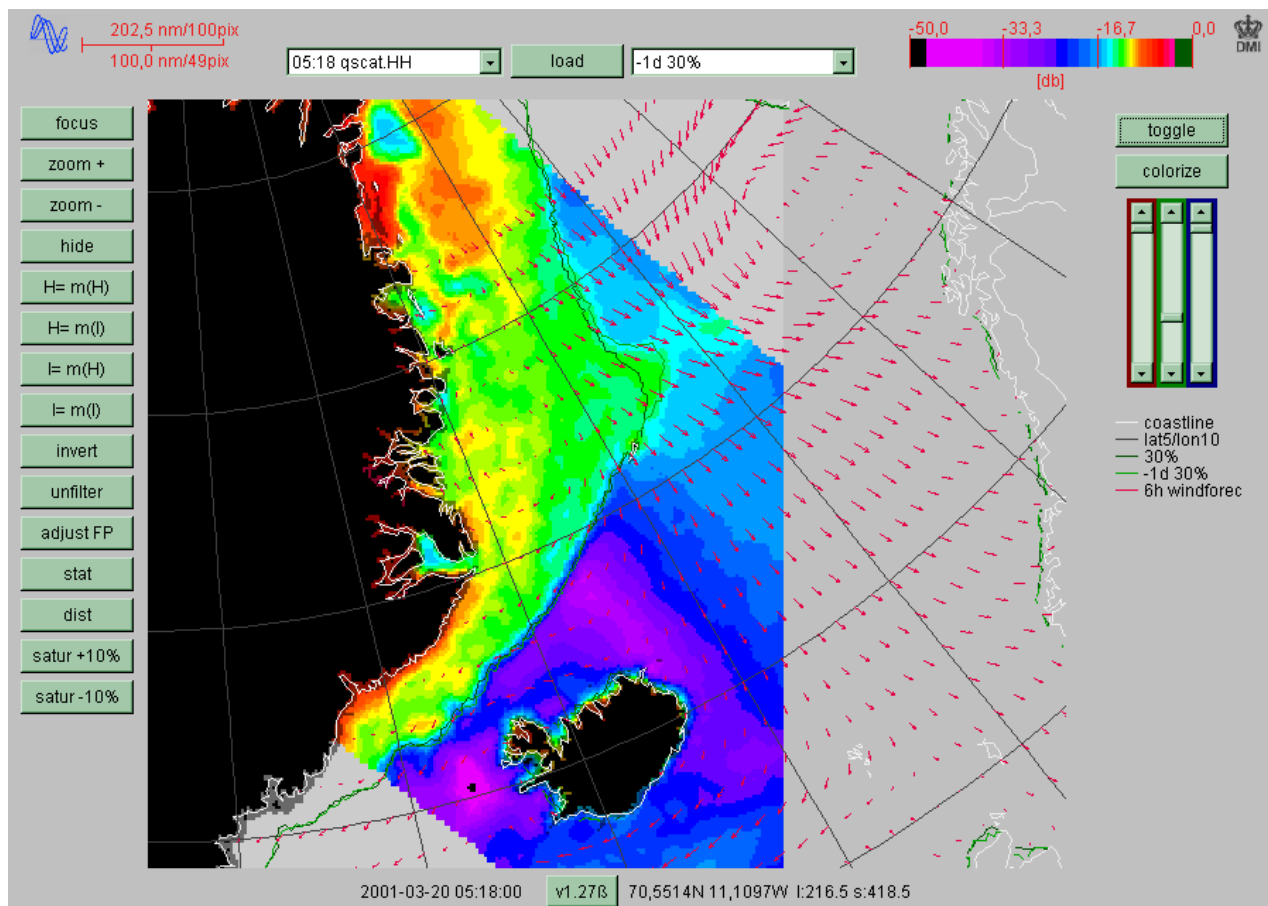 202,5 nm/100pix
100,0 nm/49pix
05:18 qscat.HH
load
-1d 30%
-50,0 -33,3 -16,7 0,0
[db]
DMI
focus
zoom +
zoom -
hide
H= m(H)
H= m(I)
I= m(H)
I= m(I)
invert
unfilter
adjust FP
stat
dist
satur +10%
satur -10%
toggle
colorize
coastline
lat5/lon10
30%
-1d 30%
6h windforec
2001-03-20 05:18:00 v1.27ß 70,5514N 11,1097W l:216.5 s:418.5